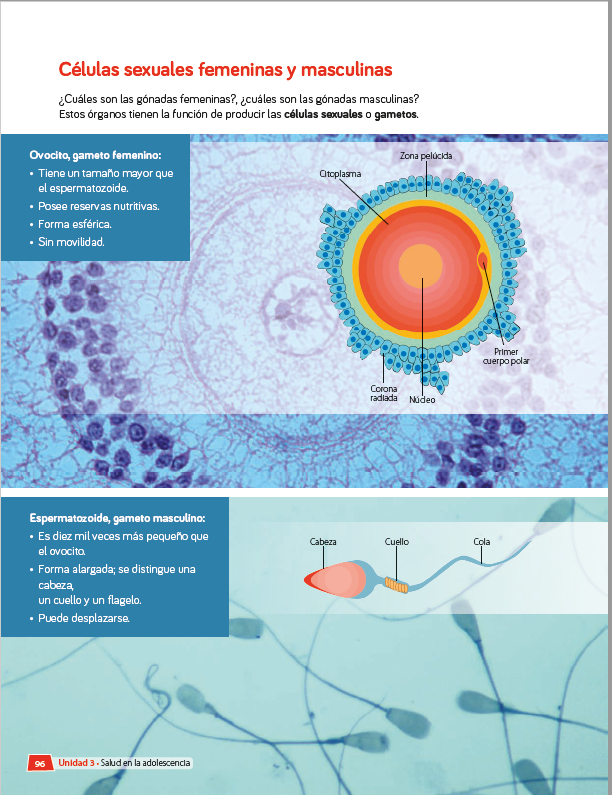 Células sexuales femeninas y masculinas
¿Cuáles son las gónadas femeninas?, ¿cuáles son las gónadas masculinas?
Estos órganos tienen la función de producir las células sexuales o gametos.
Ovocito, gameto femenino:
• Tiene un tamaño mayor que
el espermatozoide.
• Posee reservas nutritivas.
• Forma esférica.
• Sin movilidad.
Zona pelúcida
Citoplasma
Primer
cuerpo polar
Corona
radiada
Núcleo
Espermatozoide, gameto masculino:
• Es diez mil veces más pequeño que
el ovocito.
• Forma alargada; se distingue una
cabeza,
un cuello y un flagelo.
• Puede desplazarse.
Cabeza
Cuello
Cola
96 Unidad 3 • Salud en la adolescencia